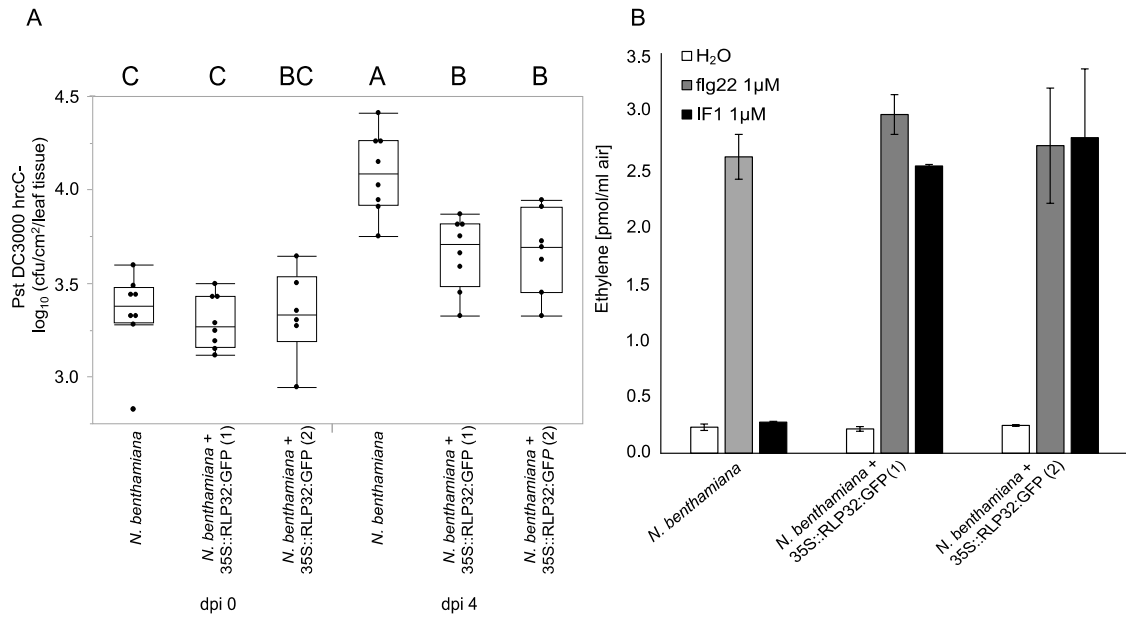 A
C C BC A B B
Pst DC3000 hrcC-
log₁₀ (cfu/cm²/leaf tissue)
4.5
4.0
3.5
3.0
N. benthamiana
N. benthamiana +
35S::RLP32:GFP (1)
N. benthamiana +
35S::RLP32:GFP (2)
N. benthamiana
N. benthamiana +
35S::RLP32:GFP (1)
N. benthamiana +
35S::RLP32:GFP (2)
dpi 0
dpi 4
B
H₂O
flg22 1µM
IF1 1µM
Ethylene [pmol/ml air]
3.5
3.0
2.5
2.0
1.5
1.0
0.5
0.0
N. benthamiana
N. benthamiana +
35S::RLP32:GFP(1)
N. benthamiana +
35S::RLP32:GFP (2)